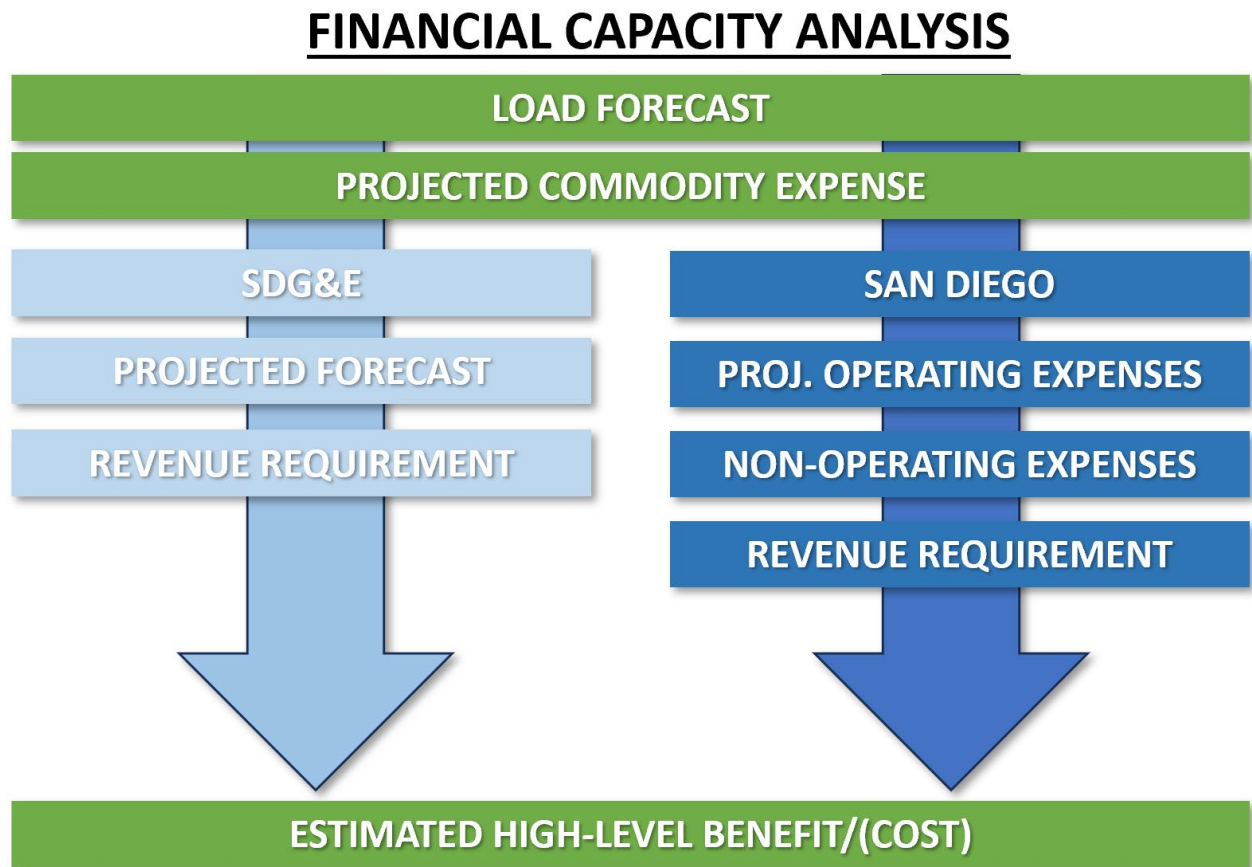 FINANCIAL CAPACITY ANALYSIS
LOAD FORECAST
PROJECTED COMMODITY EXPENSE
SDG&E
PROJECTED FORECAST
REVENUE REQUIREMENT
SAN DIEGO
PROJ. OPERATING EXPENSES
NON-OPERATING EXPENSES
REVENUE REQUIREMENT
ESTIMATED HIGH-LEVEL BENEFIT/(COST)